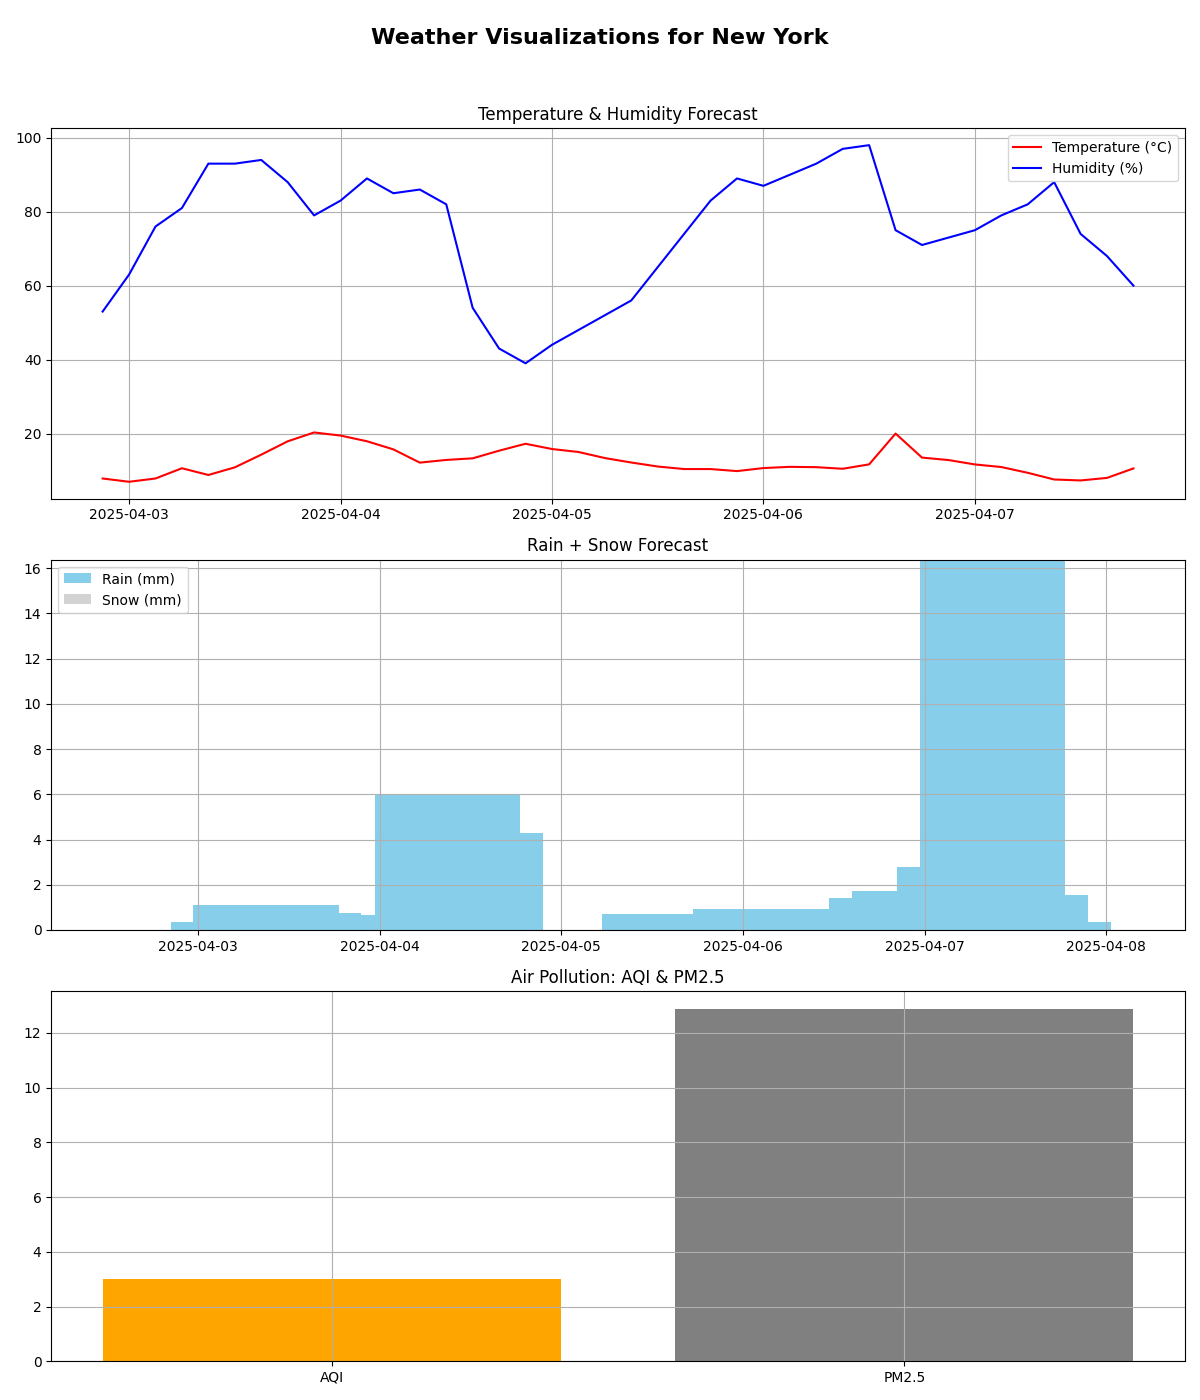 Weather Visualizations for New York
Temperature & Humidity Forecast
100
80
60
40
20
Temperature (°C)
Humidity (%)
2025-04-03 2025-04-04 2025-04-05 2025-04-06 2025-04-07
Rain + Snow Forecast
16
14
12
10
8
6
4
2
0
Rain (mm)
Snow (mm)
2025-04-03 2025-04-04 2025-04-05 2025-04-06 2025-04-07 2025-04-08
Air Pollution: AQI & PM2.5
12
10
8
6
4
2
0
AQI PM2.5